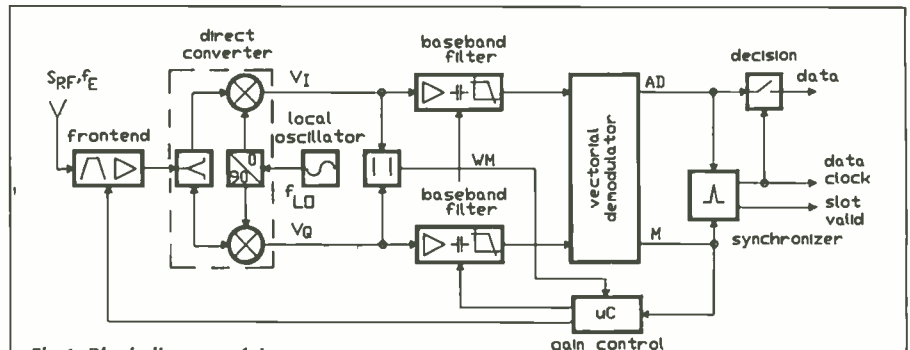 direct
converter
S_RF, f_E
frontend
V_I
V_Q
0
90
local
oscillator
f_LO
baseband
filter
WM
baseband
filter
vectorial
demodulator
AD
M
decision
data
data
clock
slot
valid
synchronizer
uC
gain control